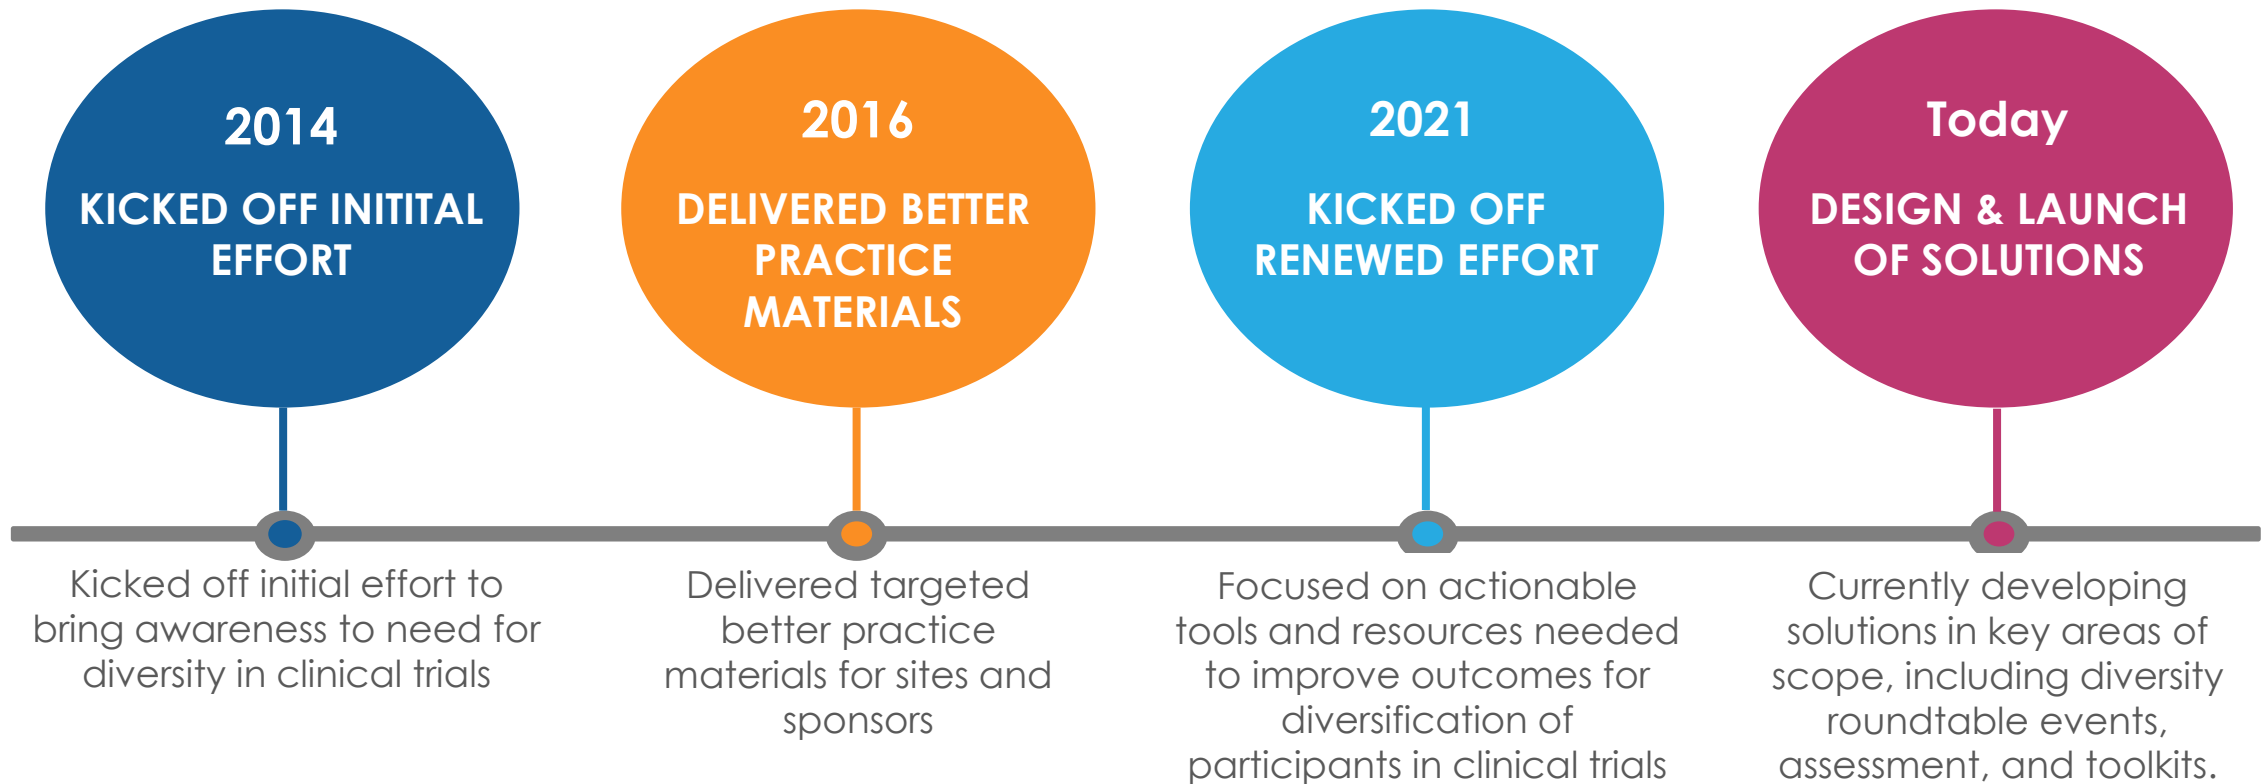 2014
KICKED OFF INITITAL
EFFORT
Kicked off initial effort to
bring awareness to need for
diversity in clinical trials
2016
DELIVERED BETTER
PRACTICE
MATERIALS
Delivered targeted
better practice
materials for sites and
sponsors
2021
KICKED OFF
RENEWED EFFORT
Focused on actionable
tools and resources needed
to improve outcomes for
diversification of
participants in clinical trials
Today
DESIGN & LAUNCH
OF SOLUTIONS
Currently developing
solutions in key areas of
scope, including diversity
roundtable events,
assessment, and toolkits.